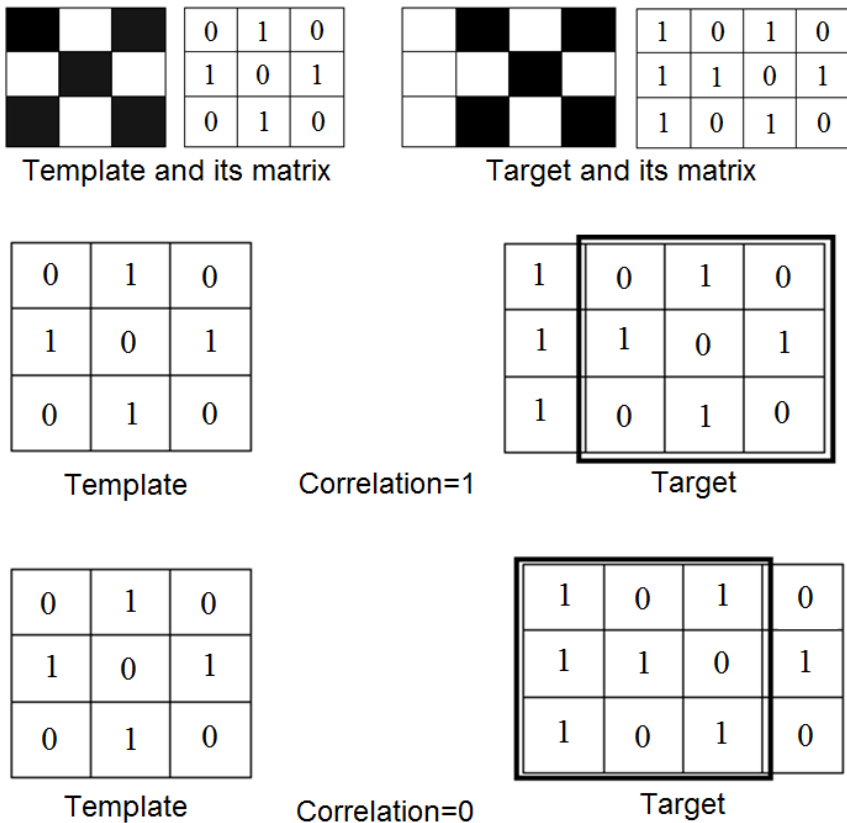 0 1 0 1 0 1 0
1 0 1 1 1 0 1
0 1 0 1 0 1 0
Template and its matrix Target and its matrix
0 1 0 1 0 1 0
1 0 1 1 1 0 1
0 1 0 1 0 1 0
Template Correlation=1 Target
0 1 0 1 0 1 0
1 0 1 1 1 0 1
0 1 0 1 0 1 0
Template Correlation=0 Target